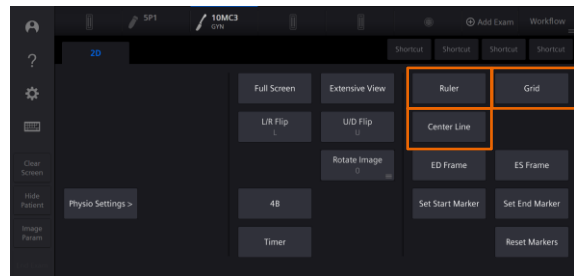 5P1
10MC3
GYN
Add Exam
Workflow
?
2D
Shortcut
Shortcut
Shortcut
Shortcut
Full Screen
Extensive View
Ruler
Grid
L/R Flip
L
U/D Flip
U
Center Line
Clear
Screen
Rotate Image
0
ED Frame
ES Frame
Hide
Patient
Physio Settings >
4B
Set Start Marker
Set End Marker
Image
Param
Timer
Reset Markers